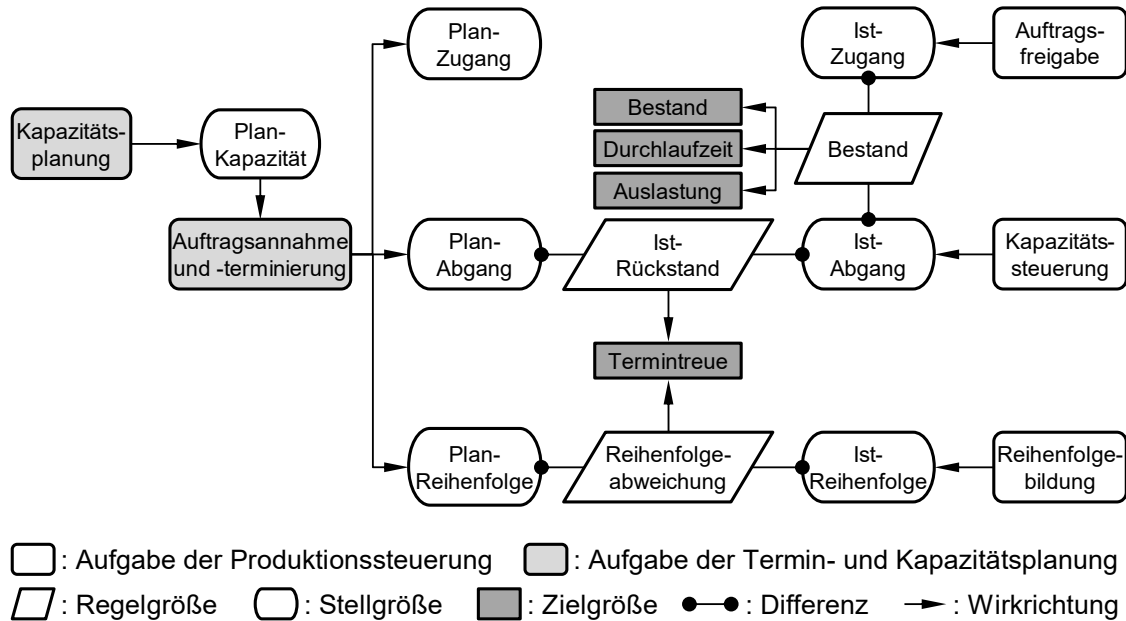 Plan-
Zugang
Ist-
Zugang
Auftrags-
freigabe
Kapazitäts-
planung
Plan-
Kapazität
Bestand
Durchlaufzeit
Auslastung
Bestand
Auftragsannahme
und -terminierung
Plan-
Abgang
Ist-
Rückstand
Ist-
Abgang
Kapazitäts-
steuerung
Termintreue
Plan-
Reihenfolge
Reihenfolge-
abweichung
Ist-
Reihenfolge
Reihenfolge-
bildung
: Aufgabe der Produktionssteuerung : Aufgabe der Termin- und Kapazitätsplanung
: Regelgröße : Stellgröße : Zielgröße : Differenz : Wirkrichtung